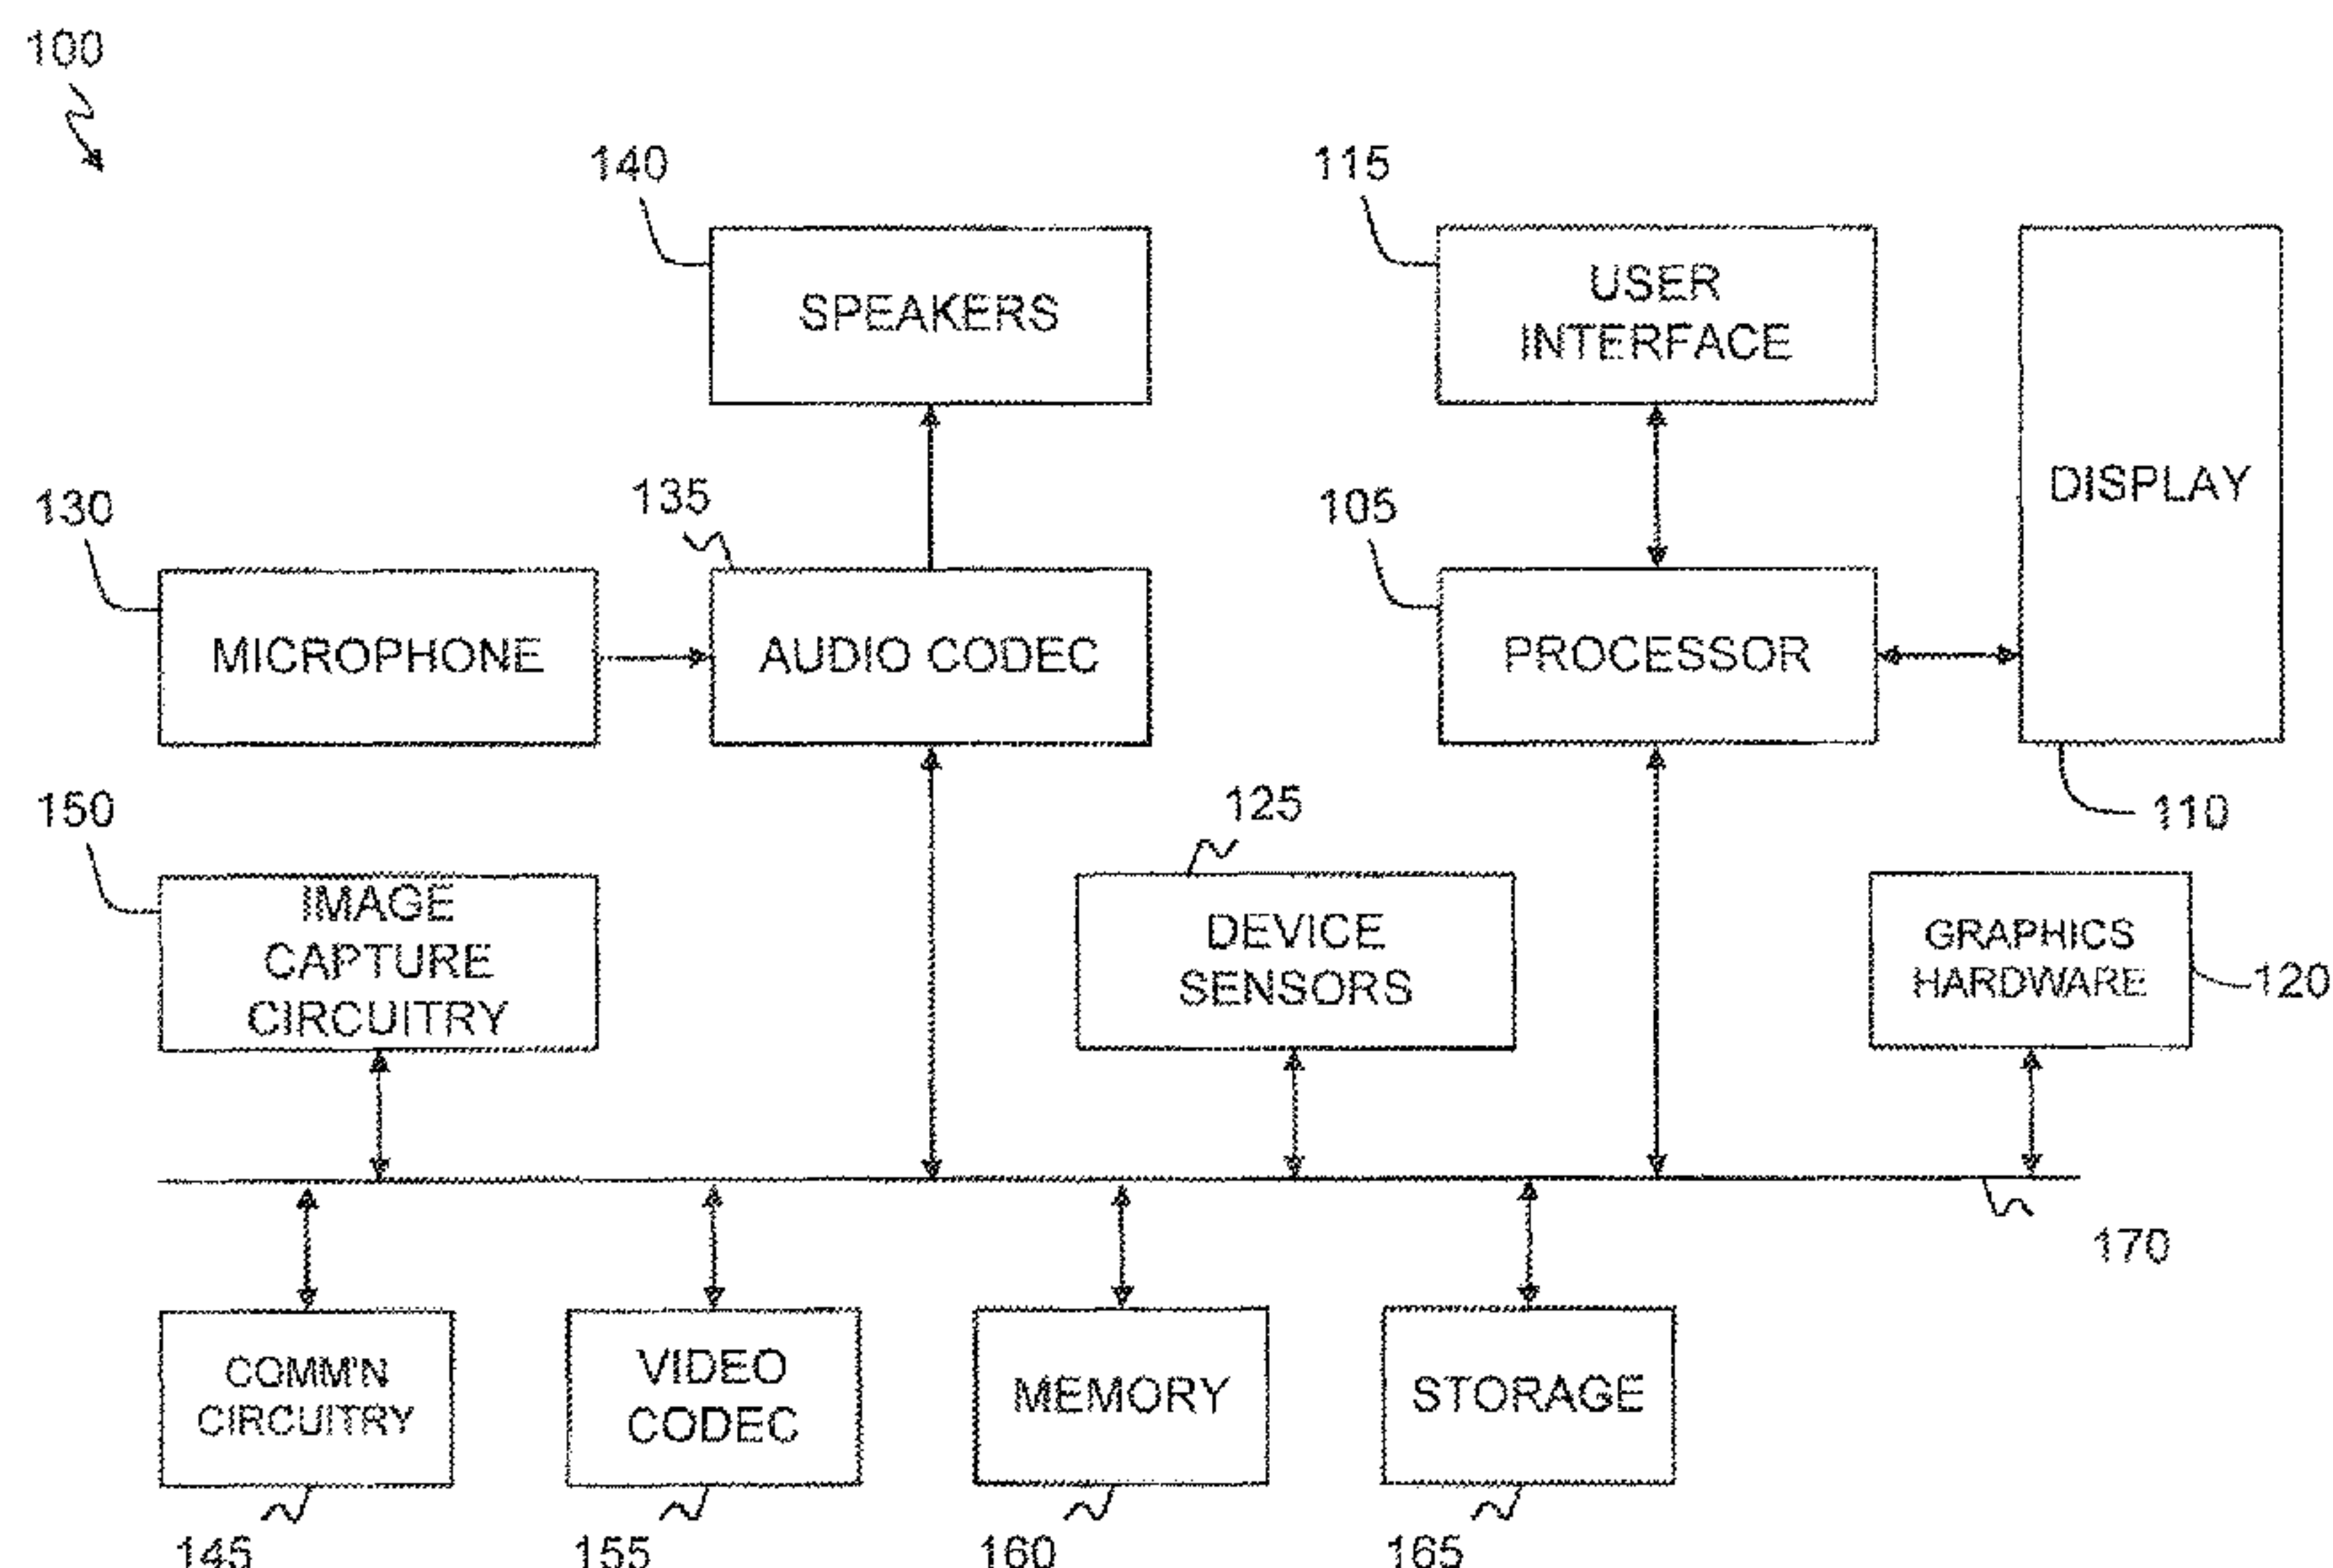 100
140
115
SPEAKERS
USER
INTERFACE
DISPLAY
130
135
105
MICROPHONE
AUDIO CODEC
PROCESSOR
150
125
110
IMAGE
CAPTURE
CIRCUITRY
DEVICE
SENSORS
GRAPHICS
HARDWARE
120
170
COMM'N
CIRCUITRY
VIDEO
CODEC
MEMORY
STORAGE
145
155
160
165